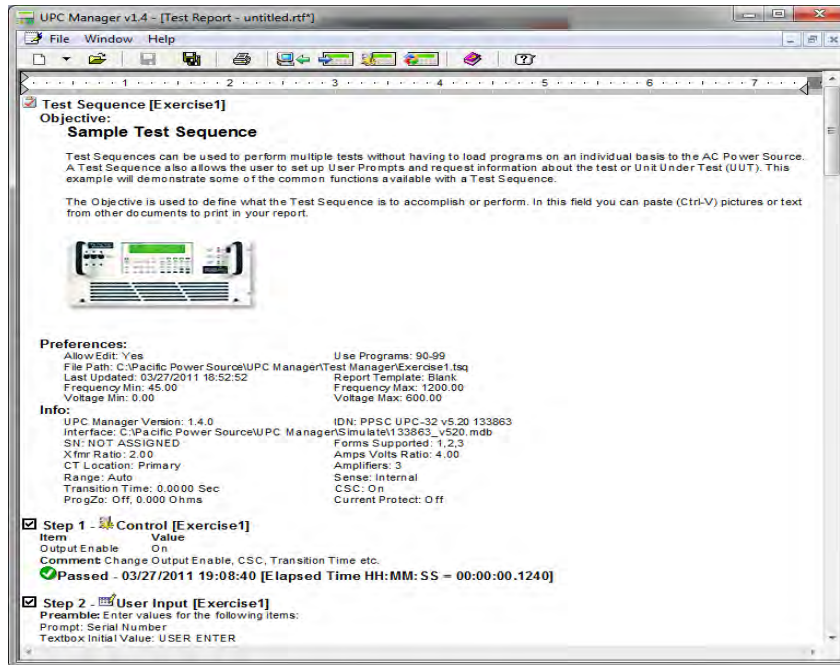 UPC Manager v1.4 - [Test Report - untitled.rtf*]
File Window Help
1 2 3 4 5 6 7
Test Sequence [Exercise1]
Objective:
Sample Test Sequence
Test Sequences can be used to perform multiple tests without having to load programs on an individual basis to the AC Power Source.
A Test Sequence also allows the user to set up User Prompts and request information about the test or Unit Under Test (UUT). This
example will demonstrate some of the common functions available with a Test Sequence.
The Objective is used to define what the Test Sequence is to accomplish or perform. In this field you can paste (Ctrl-V) pictures or text
from other documents to print in your report.
Preferences:
Allow Edit: Yes Use Programs: 90-99
File Path: C:\Pacific Power Source\UPC Manager\Test Manager\Exercise1.tsq
Last Updated: 03/27/2011 18:52:52 Report Template: Blank
Frequency Min: 45.00 Frequency Max: 1200.00
Voltage Min: 0.00 Voltage Max: 600.00
Info:
UPC Manager Version: 1.4.0 IDN: PPSC UPC-32 v5.20 133863
Interface: C:\Pacific Power Source\UPC Manager\Simulate\133863_v520.mdb
SN: NOT ASSIGNED Forms Supported: 1,2,3
Xfmr Ratio: 2.00 Amps Volts Ratio: 4.00
CT Location: Primary Amplifiers: 3
Range: Auto Sense: Internal
Transition Time: 0.0000 Sec CSC: On
ProgZo: Off, 0.000 Ohms Current Protect: Off
Step 1 - Control [Exercise1]
Item Value
Output Enable On
Comment: Change Output Enable, CSC, Transition Time etc.
Passed - 03/27/2011 19:08:40 [Elapsed Time HH:MM:SS = 00:00:00.1240]
Step 2 - User Input [Exercise1]
Preamble: Enter values for the following items:
Prompt: Serial Number
Textbox Initial Value: USER ENTER